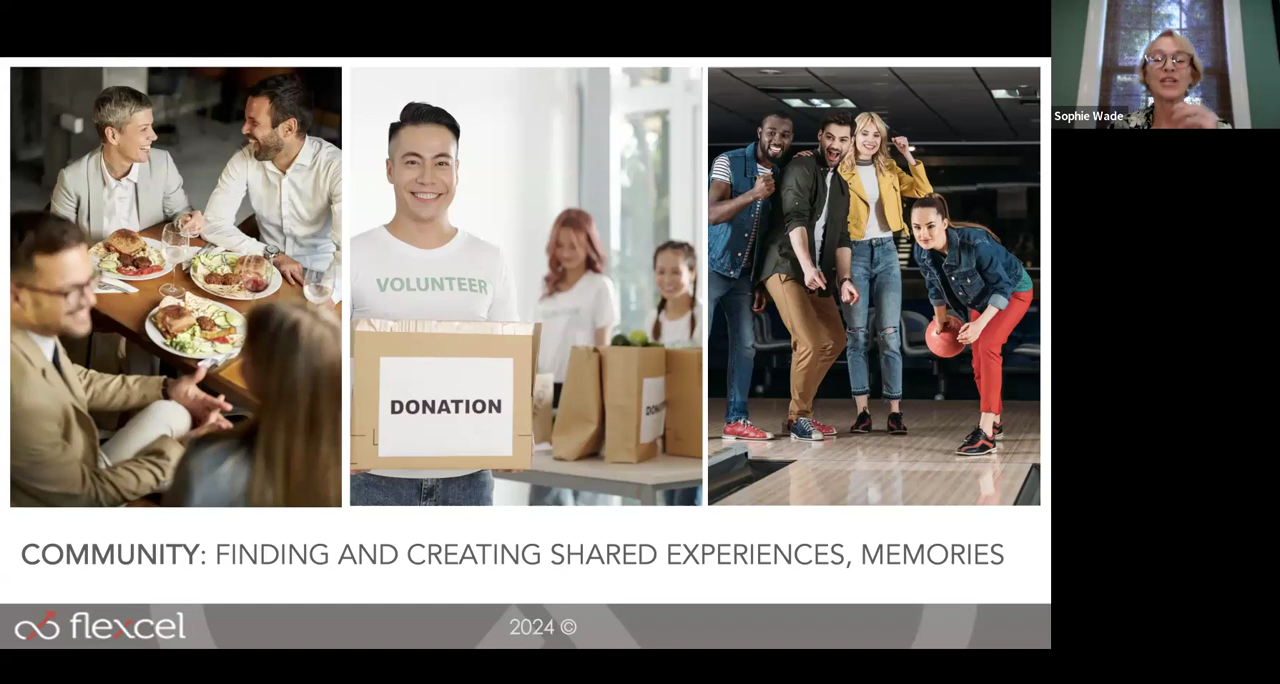 Sophie Wade
VOLUNTEER
DONATION
COMMUNITY: FINDING AND CREATING SHARED EXPERIENCES, MEMORIES
flexcel
2024 ©